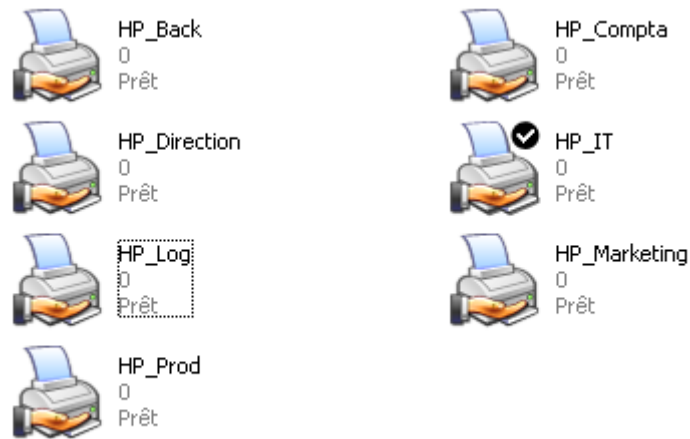 HP_Back
0
Prêt
HP_Compta
0
Prêt
HP_Direction
0
Prêt
HP_IT
0
Prêt
HP_Log
0
Prêt
HP_Marketing
0
Prêt
HP_Prod
0
Prêt